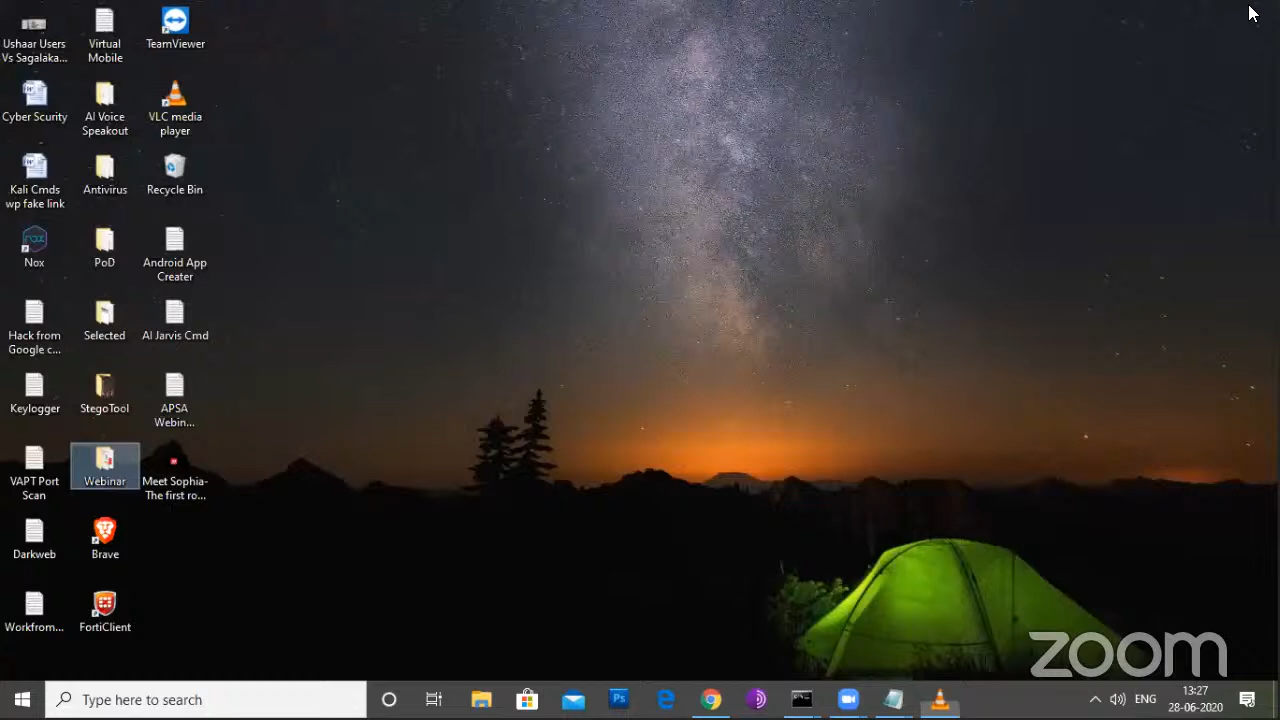 Ushaar Users
Vs Sagalaka...
Virtual
Mobile
TeamViewer
Cyber Scurity
AI Voice
Speakout
VLC media
player
Kali Cmds
wp fake link
Antivirus
Recycle Bin
Nox
PoD
Android App
Creater
Hack from
Google c...
Selected
AI Jarvis Cmd
Keylogger
StegoTool
APSA
Webin...
VAPT Port
Scan
Webinar
Meet Sophia-
The first ro...
Darkweb
Brave
Workfrom...
FortiClient
zoom
Type here to search
Ps
ENG
28-06-2020